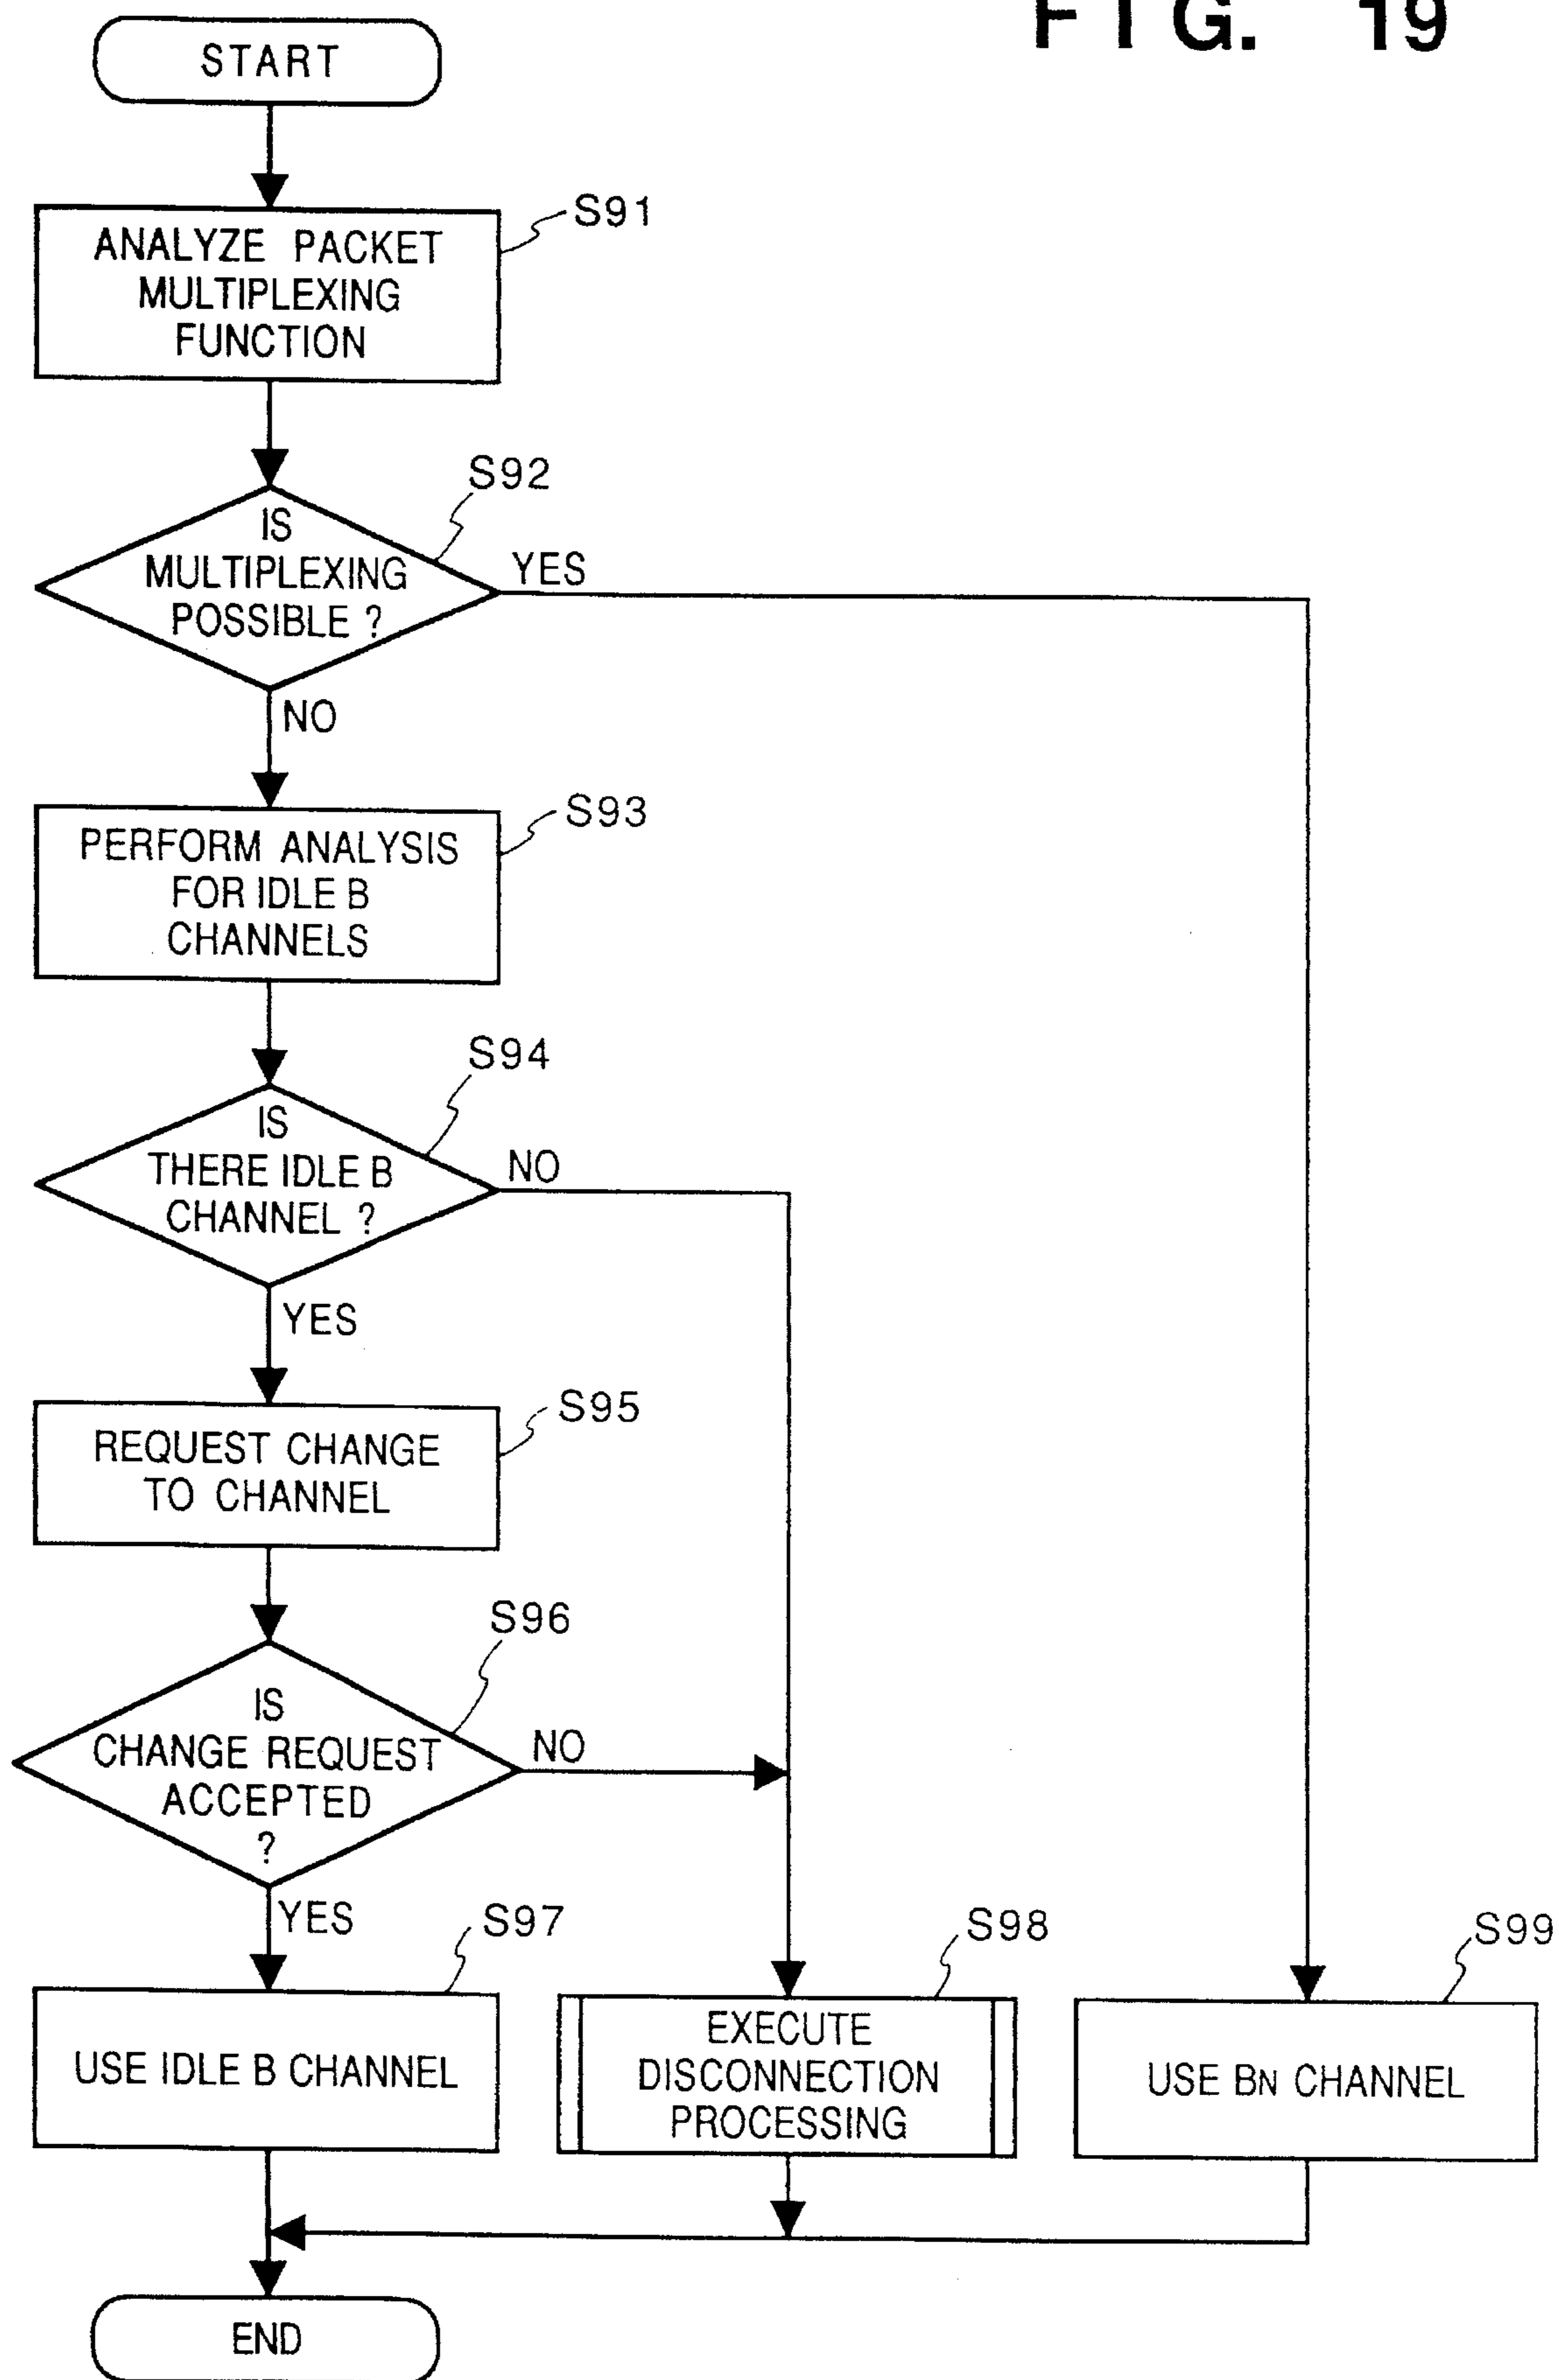 FIG. 19
START
S91
ANALYZE PACKET
MULTIPLEXING
FUNCTION
S92
IS
MULTIPLEXING
POSSIBLE ?
YES
NO
S93
PERFORM ANALYSIS
FOR IDLE B
CHANNELS
S94
IS
THERE IDLE B
CHANNEL ?
NO
YES
S95
REQUEST CHANGE
TO CHANNEL
S96
IS
CHANGE REQUEST
ACCEPTED
?
NO
YES
S97
USE IDLE B CHANNEL
S98
EXECUTE
DISCONNECTION
PROCESSING
S99
USE BN CHANNEL
END